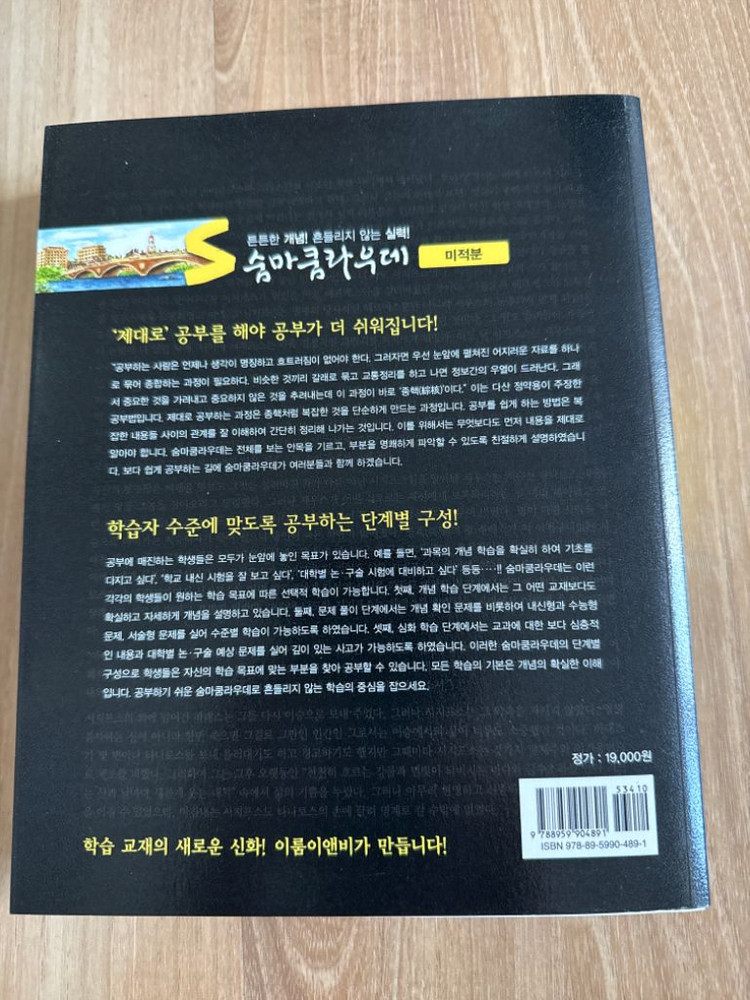 튼튼한 개념! 흔들리지 않는 실력!
숨마쿰라우데 미적분
'제대로' 공부를 해야 공부가 더 쉬워집니다!
"공부하는 사람은 언제나 생각이 명징하고 흐트러짐이 없어야 한다. 그러자면 우선 눈앞에 펼쳐진 어지러운 자료를 하나
로 묶어 종합하는 과정이 필요하다. 비슷한 것끼리 갈래로 묶고 교통정리를 하고 나면 정보간의 우열이 드러난다. 그래
서 중요한 것을 가려내고 중요하지 않은 것을 추려내는데 이 과정이 바로 '종핵(綜核)'이다." 이는 다산 정약용이 주장한
공부법입니다. 제대로 공부하는 과정은 종핵처럼 복잡한 것을 단순하게 만드는 과정입니다. 공부를 쉽게 하는 방법은 복
잡한 내용들 사이의 관계를 잘 이해하여 간단히 정리해 나가는 것입니다. 이를 위해서는 무엇보다도 먼저 내용을 제대로
알아야 합니다. 숨마쿰라우데는 전체를 보는 안목을 기르고, 부분을 명쾌하게 파악할 수 있도록 친절하게 설명하였습니
다. 보다 쉽게 공부하는 길에 숨마쿰라우데가 여러분들과 함께 하겠습니다.
학습자 수준에 맞도록 공부하는 단계별 구성!
공부에 매진하는 학생들은 모두가 눈앞에 놓인 목표가 있습니다. 예를 들면, '과목의 개념 학습을 확실히 하여 기초를
다지고 싶다', '학교 내신 시험을 잘 보고 싶다', '대학별 논·구술 시험에 대비하고 싶다' 등등····!! 숨마쿰라우데는 이런
각각의 학생들이 원하는 학습 목표에 따른 선택적 학습이 가능합니다. 첫째, 개념 학습 단계에서는 그 어떤 교재보다도
확실하고 자세하게 개념을 설명하고 있습니다. 둘째, 문제 풀이 단계에서는 개념 확인 문제를 비롯하여 내신형과 수능형
문제, 서술형 문제를 실어 수준별 학습이 가능하도록 하였습니다. 셋째, 심화 학습 단계에서는 교과에 대한 보다 심층적
인 내용과 대학별 논·구술 예상 문제를 실어 깊이 있는 사고가 가능하도록 하였습니다. 이러한 숨마쿰라우데의 단계별
구성으로 학생들은 자신의 학습 목표에 맞는 부분을 찾아 공부할 수 있습니다. 모든 학습의 기본은 개념의 확실한 이해
입니다. 공부하기 쉬운 숨마쿰라우데로 흔들리지 않는 학습의 중심을 잡으세요.
정가 : 19,000원
53410
9 788959 904891
ISBN 978-89-5990-489-1
학습 교재의 새로운 신화! 이룸이앤비가 만듭니다!